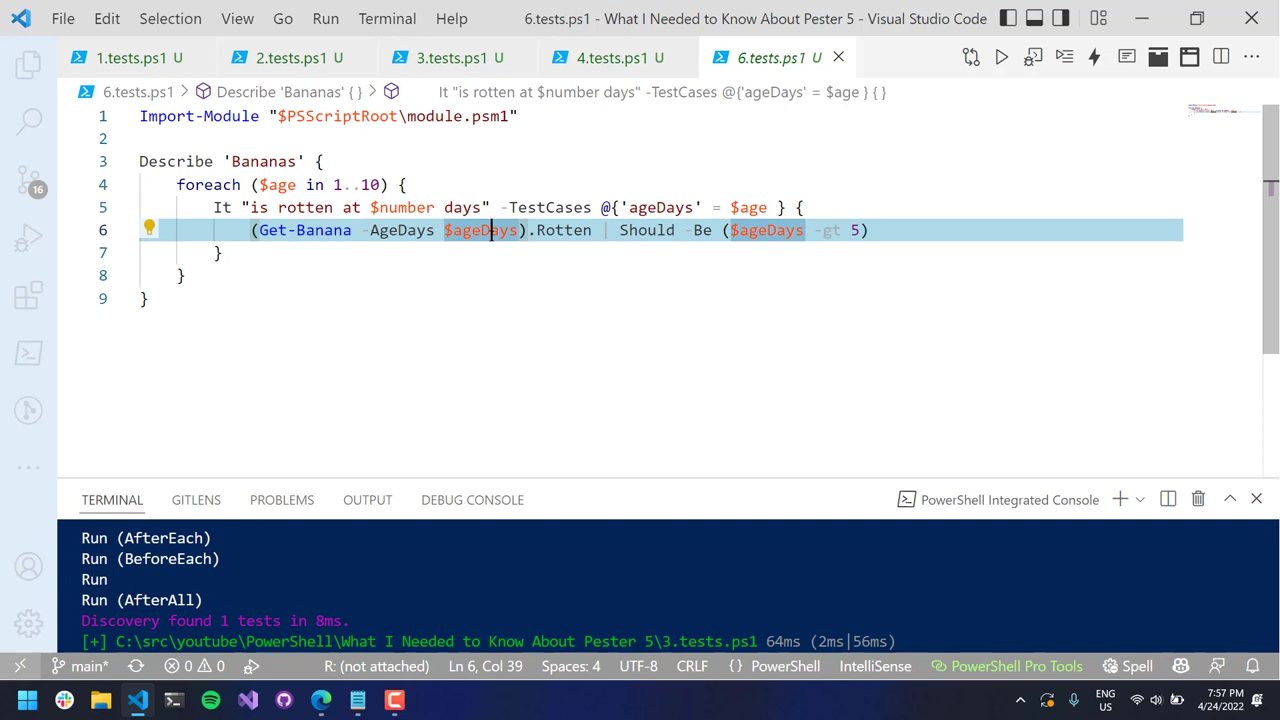 File Edit Selection View Go Run Terminal Help 6.tests.ps1 - What I Needed to Know About Pester 5 - Visual Studio Code
1.tests.ps1 U 2.tests.ps1 U 3.tests.ps1 U 4.tests.ps1 U 6.tests.ps1 U
6.tests.ps1 > Describe 'Bananas' { } > It "is rotten at $number days" -TestCases @{'ageDays' = $age } { }
1 Import-Module "$PSScriptRoot\module.psm1"
2
3 Describe 'Bananas' {
4 foreach ($age in 1..10) {
5 It "is rotten at $number days" -TestCases @{'ageDays' = $age } {
6 (Get-Banana -AgeDays $ageDays).Rotten | Should -Be ($ageDays -gt 5)
7 }
8 }
9 }
16
TERMINAL GITLENS PROBLEMS OUTPUT DEBUG CONSOLE PowerShell Integrated Console
Run (AfterEach)
Run (BeforeEach)
Run
Run (AfterAll)
Discovery found 1 tests in 8ms.
[+] C:\src\youtube\PowerShell\What I Needed to Know About Pester 5\3.tests.ps1 64ms (2ms|56ms)
main* 0 0 R: (not attached) Ln 6, Col 39 Spaces: 4 UTF-8 CRLF { } PowerShell IntelliSense PowerShell Pro Tools Spell
ENG 7:57 PM
US 4/24/2022